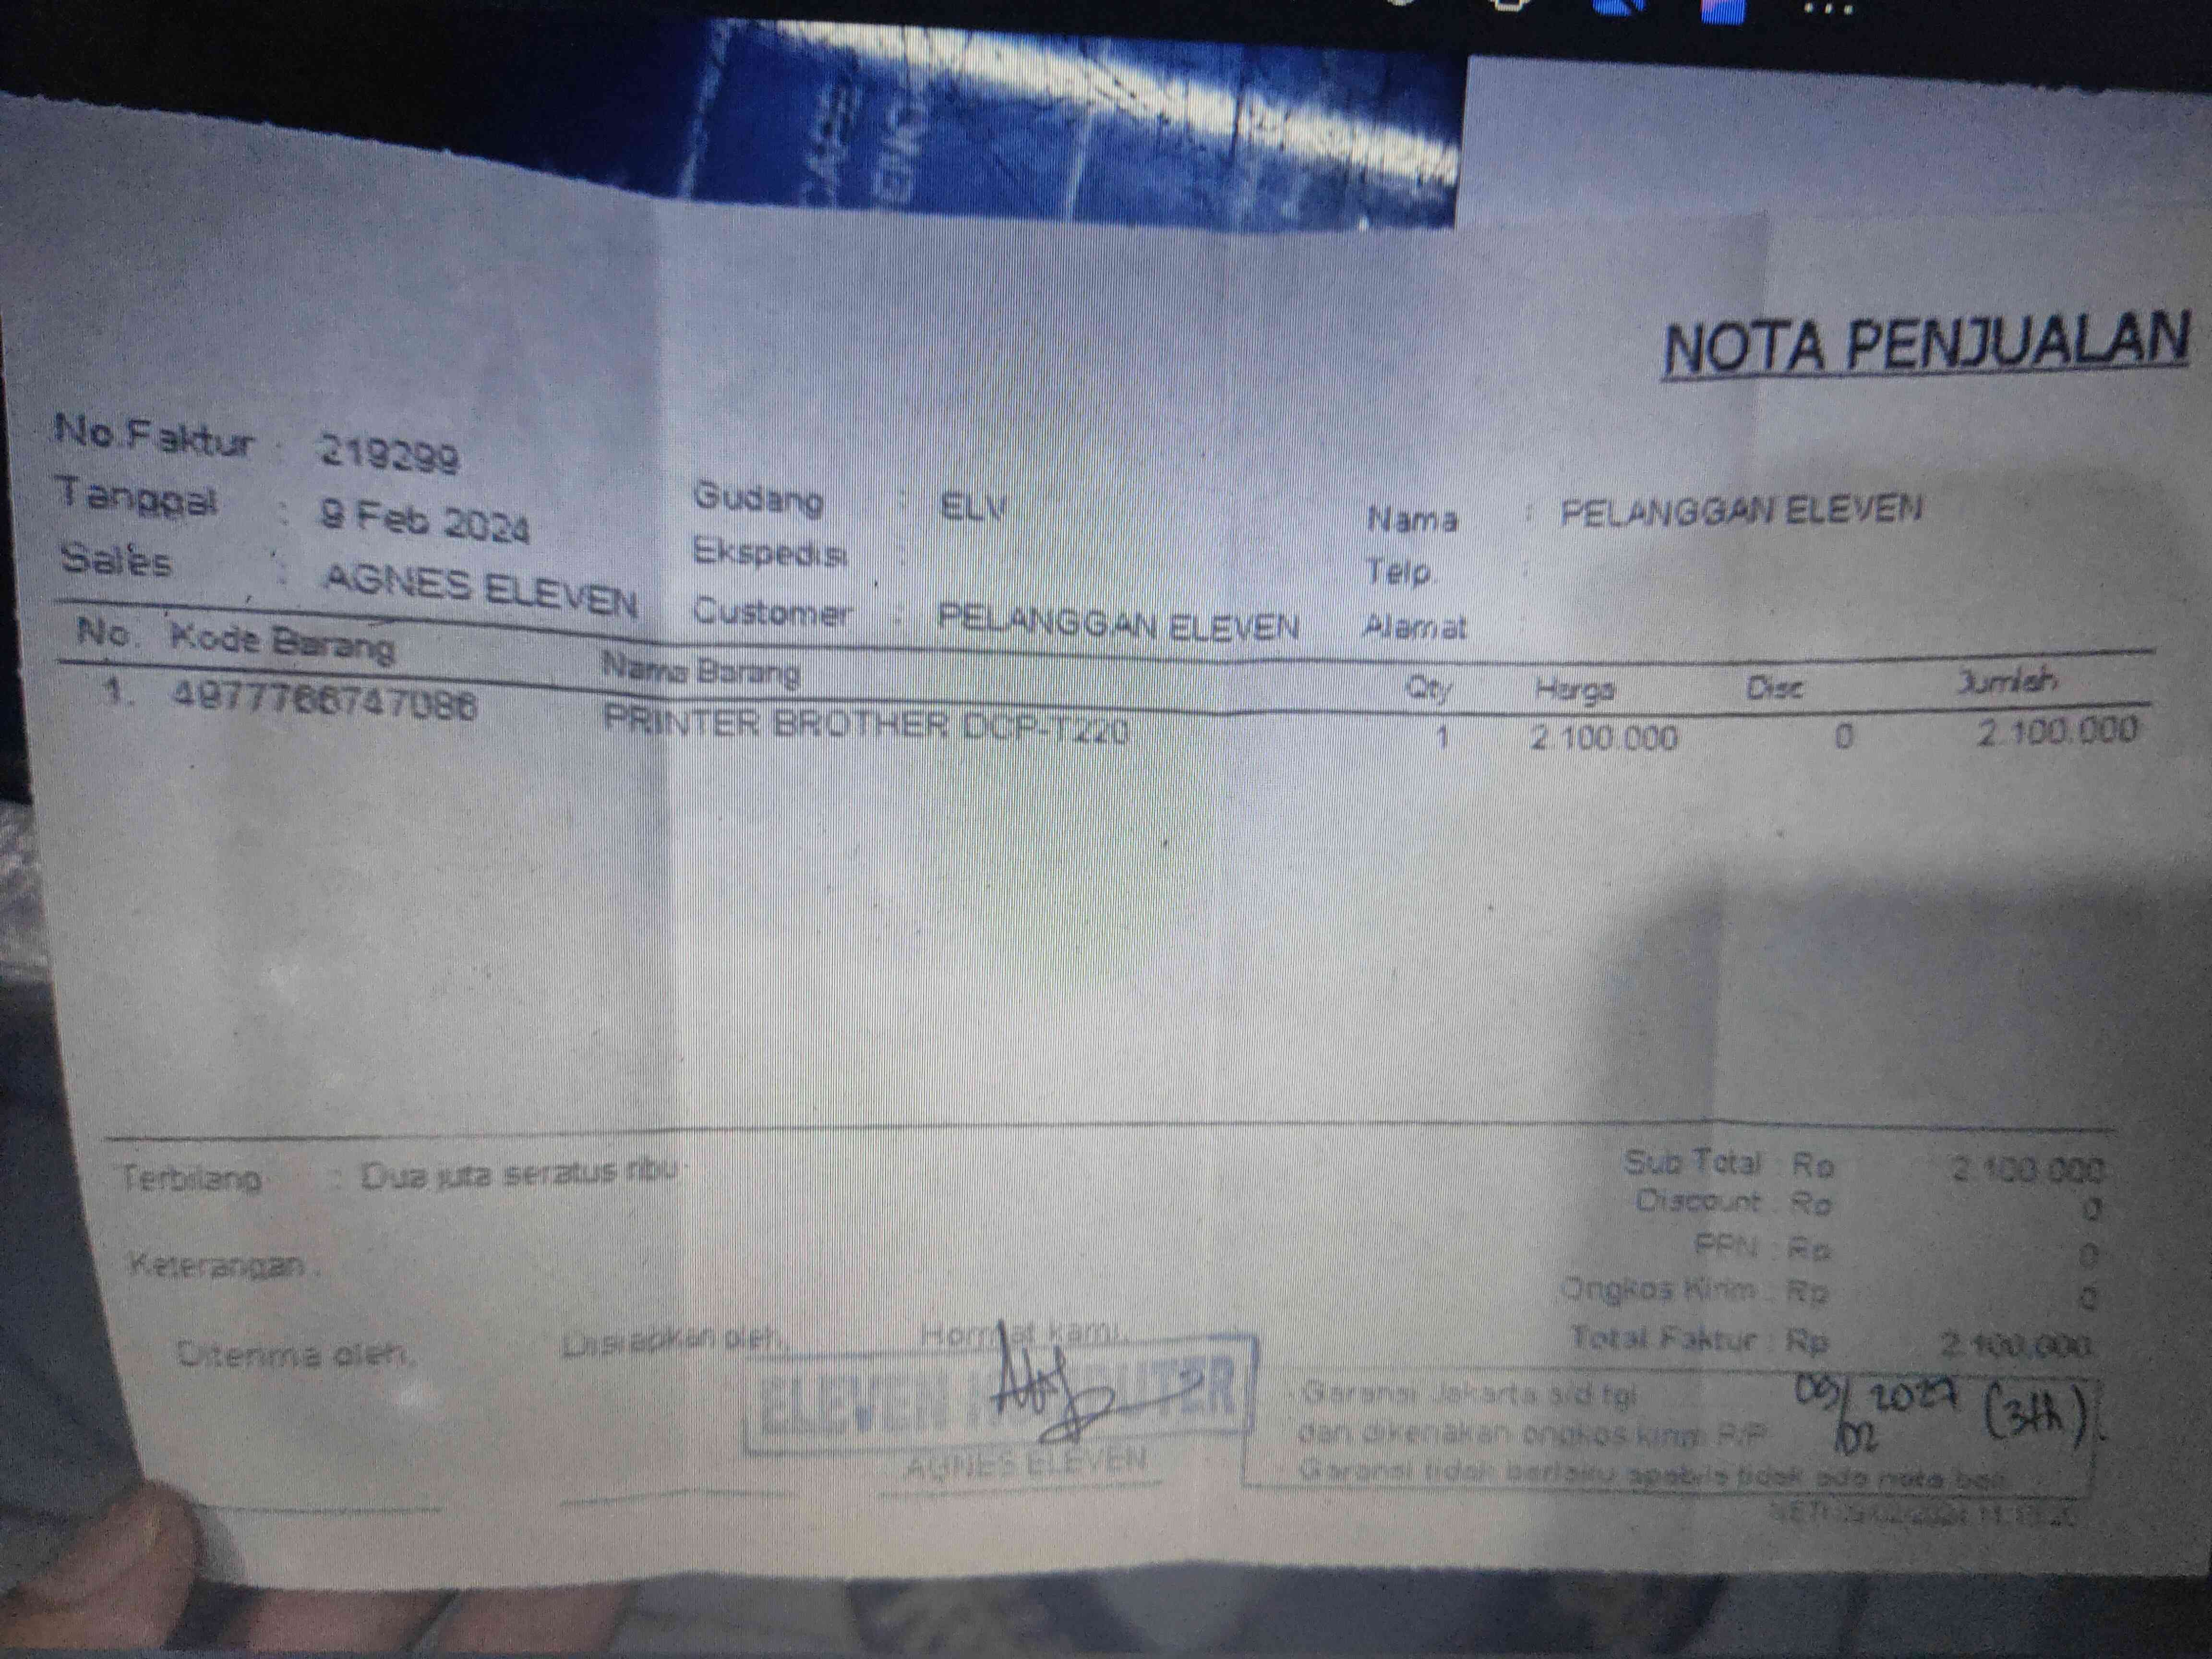 NOTA PENJUALAN
No.Faktur : 219299
Tanggal : 9 Feb 2024
Sales : AGNES ELEVEN
Gudang : ELV
Ekspedisi :
Customer : PELANGGAN ELEVEN
Nama : PELANGGAN ELEVEN
Telp. :
Alamat
No. Kode Barang Nama Barang Qty Harga Disc Jumlah
1. 4977766747086 PRINTER BROTHER DCP-T220 1 2.100.000 0 2.100.000
Terbilang : Dua juta seratus ribu
Keterangan :
Sub Total : Rp 2.100.000
Discount : Rp 0
PPN : Rp 0
Ongkos Kirim : Rp 0
Total Faktur : Rp 2.100.000
Diterima oleh, Disiapkan oleh, Hormat kami,
ELEVEN KOMPUTER
AGNES ELEVEN
Garansi Jakarta s/d tgl 09/02 2027 (3th)
dan dikenakan ongkos kirim P/P
Garansi tidak berlaku apabila tidak ada nota beli